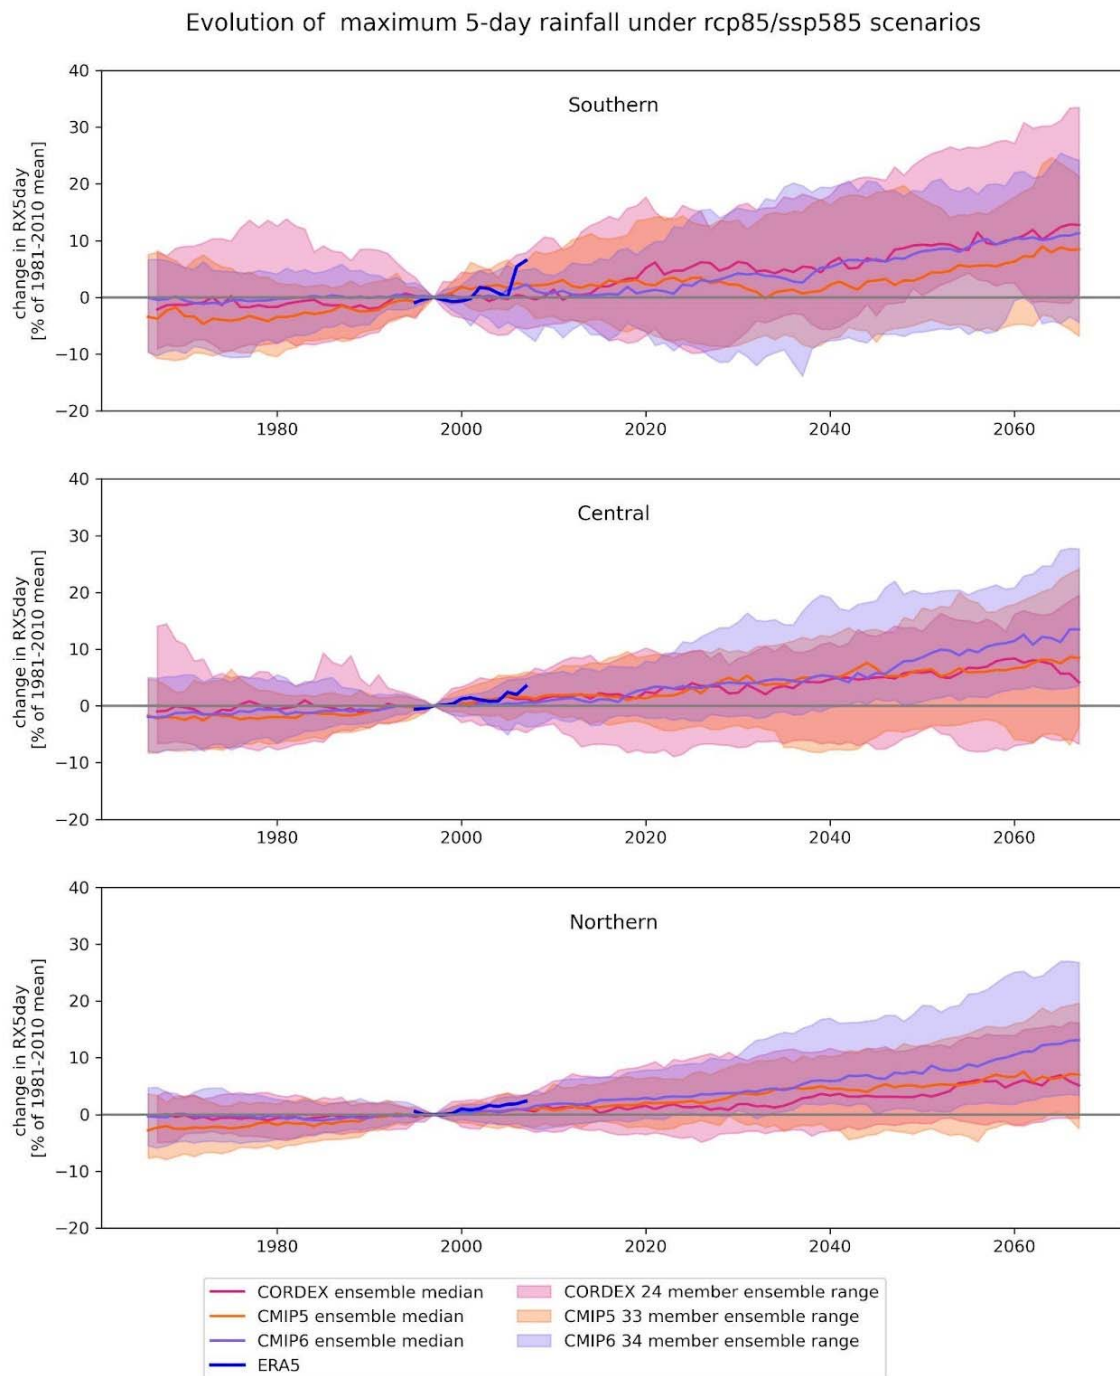 Evolution of  maximum 5-day rainfall under rcp85/ssp585 scenarios
Southern
change in RX5day
[% of 1981-2010 mean]
40
30
20
10
0
−10
−20
1980
2000
2020
2040
2060
Central
change in RX5day
[% of 1981-2010 mean]
40
30
20
10
0
−10
−20
1980
2000
2020
2040
2060
Northern
change in RX5day
[% of 1981-2010 mean]
40
30
20
10
0
−10
−20
1980
2000
2020
2040
2060
CORDEX ensemble median
CMIP5 ensemble median
CMIP6 ensemble median
ERA5
CORDEX 24 member ensemble range
CMIP5 33 member ensemble range
CMIP6 34 member ensemble range